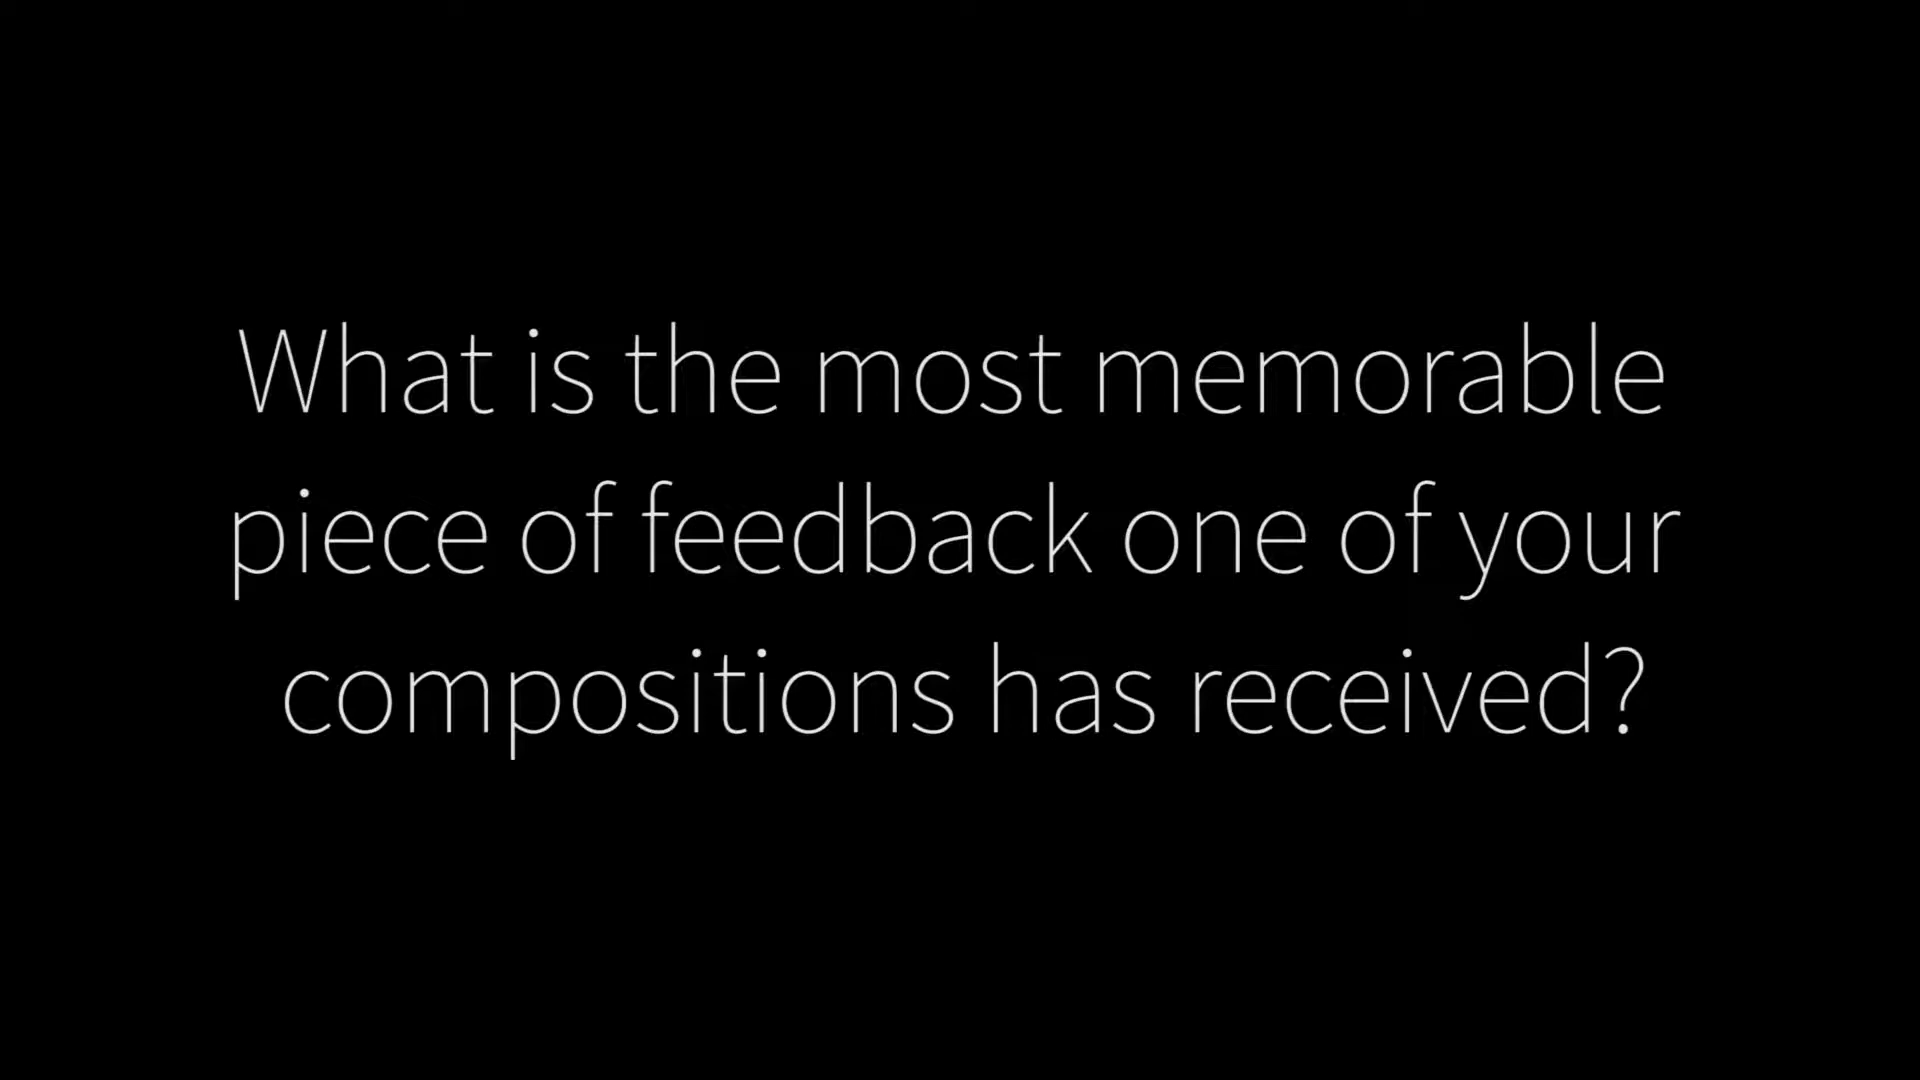 What is the most memorable
piece of feedback one of your
compositions has received?